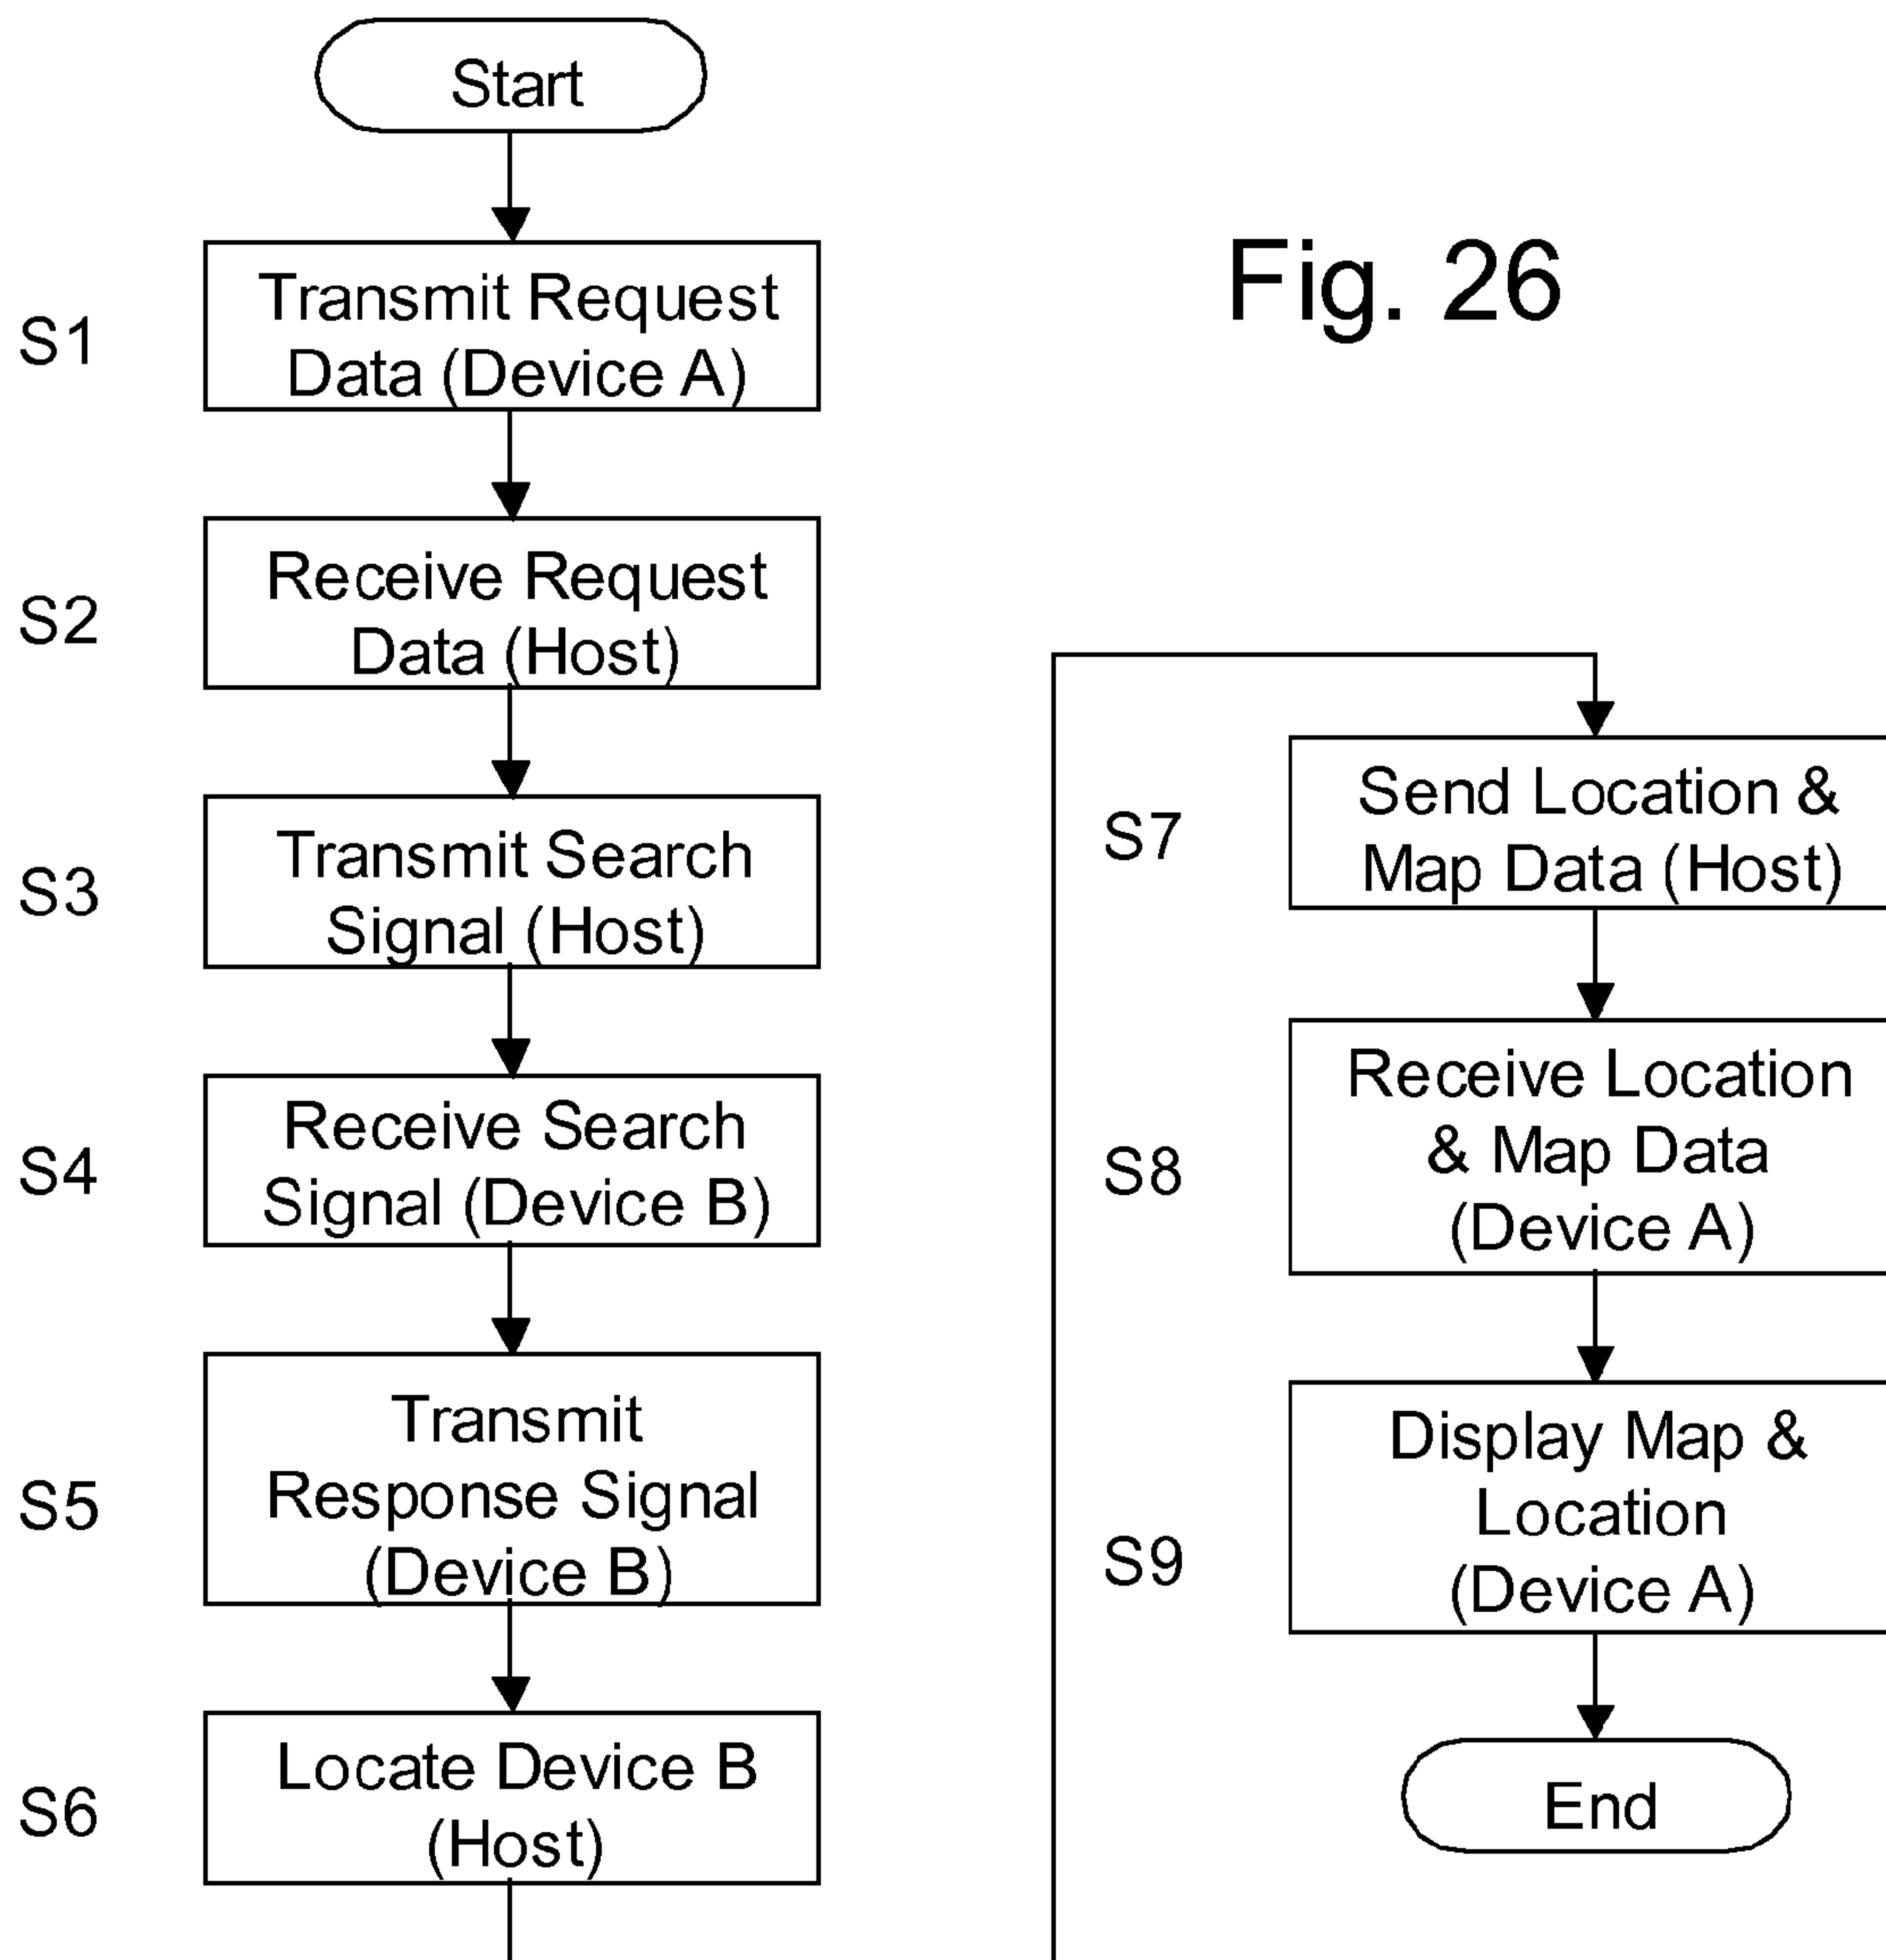 Start
Fig. 26
S1
Transmit Request
Data (Device A)
S2
Receive Request
Data (Host)
S3
Transmit Search
Signal (Host)
S4
Receive Search
Signal (Device B)
S5
Transmit
Response Signal
(Device B)
S6
Locate Device B
(Host)
S7
Send Location &
Map Data (Host)
S8
Receive Location
& Map Data
(Device A)
S9
Display Map &
Location
(Device A)
End